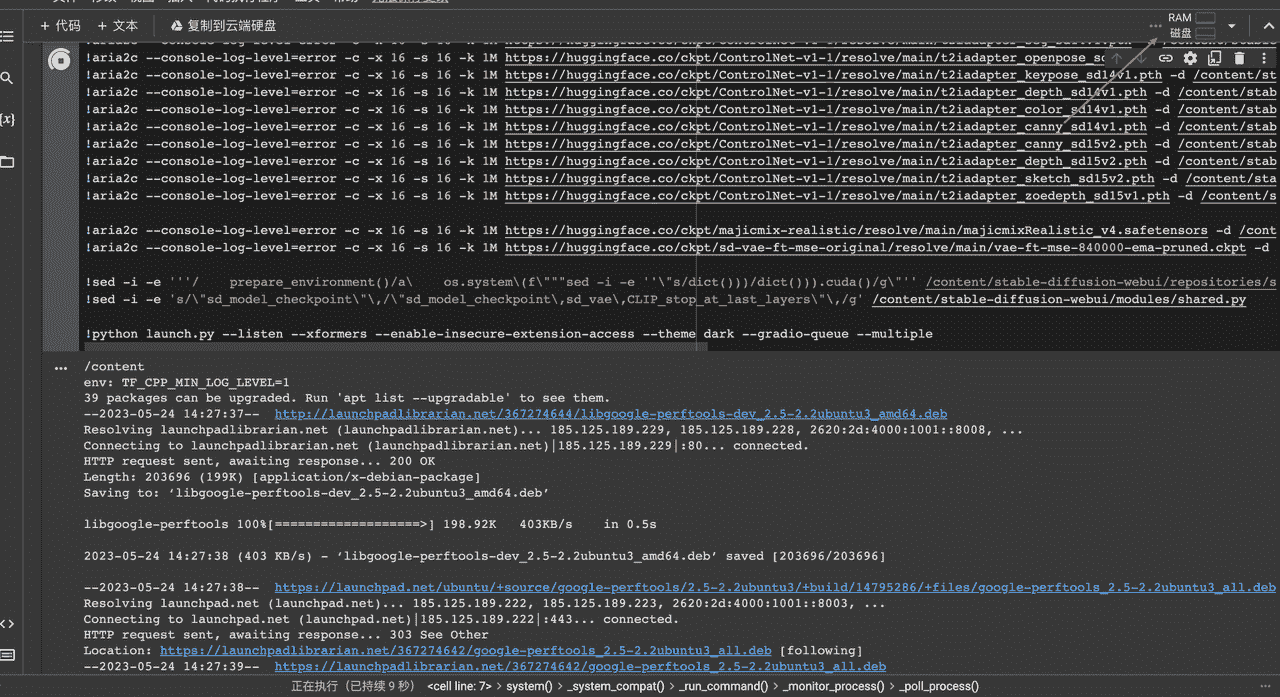 + 代码 + 文本 复制到云端硬盘
RAM
磁盘
!aria2c --console-log-level=error -c -x 16 -s 16 -k 1M https://huggingface.co/ckpt/ControlNet-v1-1/resolve/main/t2iadapter_openpose_sd
!aria2c --console-log-level=error -c -x 16 -s 16 -k 1M https://huggingface.co/ckpt/ControlNet-v1-1/resolve/main/t2iadapter_keypose_sd14v1.pth -d /content/st
!aria2c --console-log-level=error -c -x 16 -s 16 -k 1M https://huggingface.co/ckpt/ControlNet-v1-1/resolve/main/t2iadapter_depth_sd14v1.pth -d /content/stab
!aria2c --console-log-level=error -c -x 16 -s 16 -k 1M https://huggingface.co/ckpt/ControlNet-v1-1/resolve/main/t2iadapter_color_sd14v1.pth -d /content/stab
!aria2c --console-log-level=error -c -x 16 -s 16 -k 1M https://huggingface.co/ckpt/ControlNet-v1-1/resolve/main/t2iadapter_canny_sd14v1.pth -d /content/stab
!aria2c --console-log-level=error -c -x 16 -s 16 -k 1M https://huggingface.co/ckpt/ControlNet-v1-1/resolve/main/t2iadapter_canny_sd15v2.pth -d /content/stab
!aria2c --console-log-level=error -c -x 16 -s 16 -k 1M https://huggingface.co/ckpt/ControlNet-v1-1/resolve/main/t2iadapter_depth_sd15v2.pth -d /content/stab
!aria2c --console-log-level=error -c -x 16 -s 16 -k 1M https://huggingface.co/ckpt/ControlNet-v1-1/resolve/main/t2iadapter_sketch_sd15v2.pth -d /content/sta
!aria2c --console-log-level=error -c -x 16 -s 16 -k 1M https://huggingface.co/ckpt/ControlNet-v1-1/resolve/main/t2iadapter_zoedepth_sd15v1.pth -d /content/s
!aria2c --console-log-level=error -c -x 16 -s 16 -k 1M https://huggingface.co/ckpt/majicmix-realistic/resolve/main/majicmixRealistic_v4.safetensors -d /cont
!aria2c --console-log-level=error -c -x 16 -s 16 -k 1M https://huggingface.co/ckpt/sd-vae-ft-mse-original/resolve/main/vae-ft-mse-840000-ema-pruned.ckpt -d
!sed -i -e '''/    prepare_environment()/a\    os.system\(f\"""sed -i -e ''\"s/dict()))/dict())).cuda()/g\"'' /content/stable-diffusion-webui/repositories/s
!sed -i -e 's/\"sd_model_checkpoint\"\,/\"sd_model_checkpoint\,sd_vae\,CLIP_stop_at_last_layers\"\,/g' /content/stable-diffusion-webui/modules/shared.py
!python launch.py --listen --xformers --enable-insecure-extension-access --theme dark --gradio-queue --multiple
/content
env: TF_CPP_MIN_LOG_LEVEL=1
39 packages can be upgraded. Run 'apt list --upgradable' to see them.
--2023-05-24 14:27:37--  http://launchpadlibrarian.net/367274644/libgoogle-perftools-dev_2.5-2.2ubuntu3_amd64.deb
Resolving launchpadlibrarian.net (launchpadlibrarian.net)... 185.125.189.229, 185.125.189.228, 2620:2d:4000:1001::8008, ...
Connecting to launchpadlibrarian.net (launchpadlibrarian.net)|185.125.189.229|:80... connected.
HTTP request sent, awaiting response... 200 OK
Length: 203696 (199K) [application/x-debian-package]
Saving to: ‘libgoogle-perftools-dev_2.5-2.2ubuntu3_amd64.deb’
libgoogle-perftools 100%[===================>] 198.92K   403KB/s    in 0.5s
2023-05-24 14:27:38 (403 KB/s) - ‘libgoogle-perftools-dev_2.5-2.2ubuntu3_amd64.deb’ saved [203696/203696]
--2023-05-24 14:27:38--  https://launchpad.net/ubuntu/+source/google-perftools/2.5-2.2ubuntu3/+build/14795286/+files/google-perftools_2.5-2.2ubuntu3_all.deb
Resolving launchpad.net (launchpad.net)... 185.125.189.222, 185.125.189.223, 2620:2d:4000:1001::8003, ...
Connecting to launchpad.net (launchpad.net)|185.125.189.222|:443... connected.
HTTP request sent, awaiting response... 303 See Other
Location: https://launchpadlibrarian.net/367274642/google-perftools_2.5-2.2ubuntu3_all.deb [following]
--2023-05-24 14:27:39--  https://launchpadlibrarian.net/367274642/google-perftools_2.5-2.2ubuntu3_all.deb
正在执行（已持续 9 秒） <cell line: 7> > system() > _system_compat() > _run_command() > _monitor_process() > _poll_process()